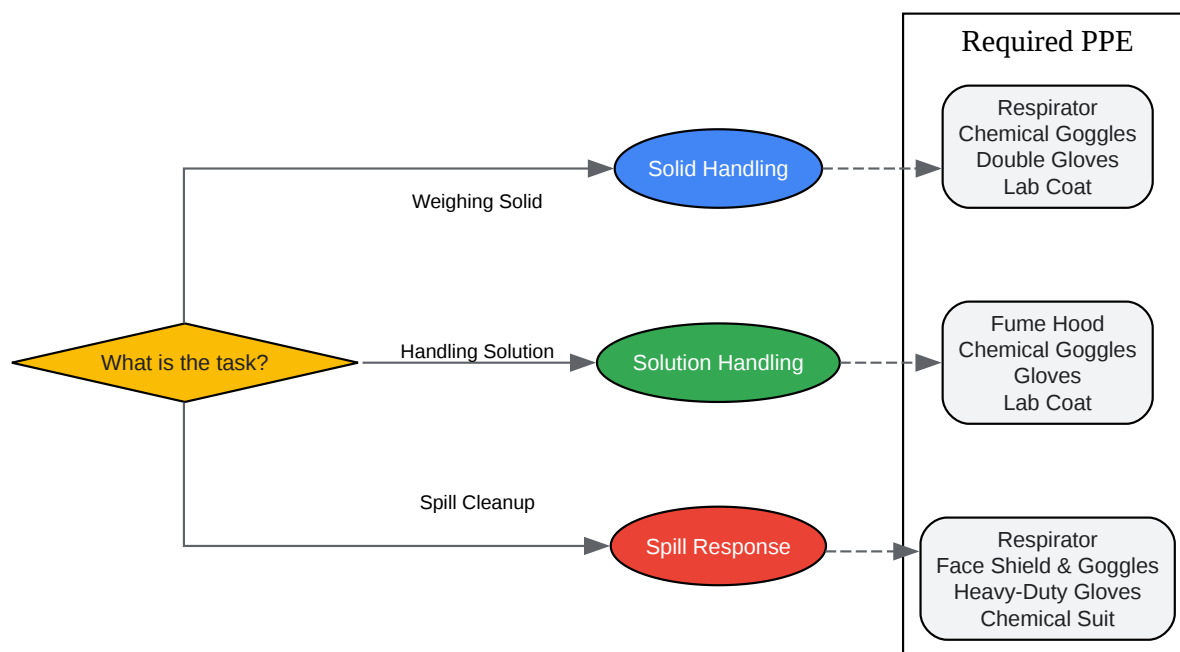 Required PPE
Respirator
Chemical Goggles
Double Gloves
Lab Coat
Solid Handling
Weighing Solid
Fume Hood
Chemical Goggles
Gloves
Lab Coat
What is the task?
Handling Solution
Solution Handling
Spill Cleanup
Spill Response
Respirator
Face Shield & Goggles
Heavy-Duty Gloves
Chemical Suit